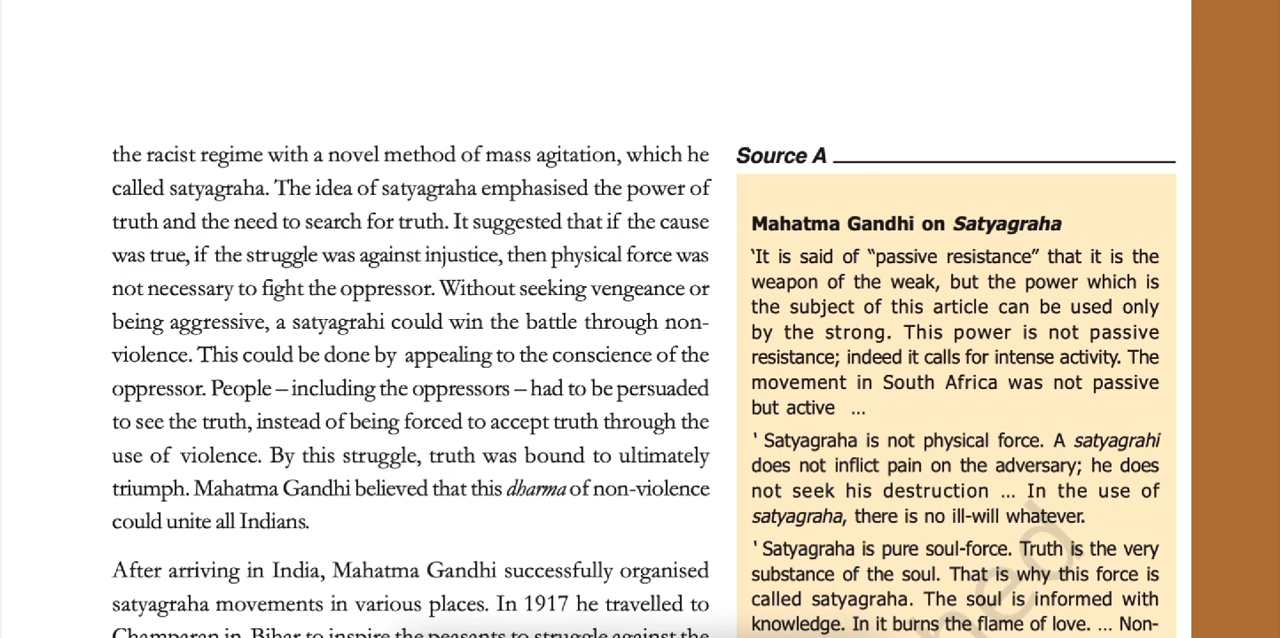 the racist regime with a novel method of mass agitation, which he
called satyagraha. The idea of satyagraha emphasised the power of
truth and the need to search for truth. It suggested that if the cause
was true, if the struggle was against injustice, then physical force was
not necessary to fight the oppressor. Without seeking vengeance or
being aggressive, a satyagrahi could win the battle through non-
violence. This could be done by appealing to the conscience of the
oppressor. People – including the oppressors – had to be persuaded
to see the truth, instead of being forced to accept truth through the
use of violence. By this struggle, truth was bound to ultimately
triumph. Mahatma Gandhi believed that this dharma of non-violence
could unite all Indians.
After arriving in India, Mahatma Gandhi successfully organised
satyagraha movements in various places. In 1917 he travelled to
Champaran in Bihar to inspire the peasants to struggle against the
Source A
Mahatma Gandhi on Satyagraha
‘It is said of “passive resistance” that it is the
weapon of the weak, but the power which is
the subject of this article can be used only
by the strong. This power is not passive
resistance; indeed it calls for intense activity. The
movement in South Africa was not passive
but active ...
‘ Satyagraha is not physical force. A satyagrahi
does not inflict pain on the adversary; he does
not seek his destruction ... In the use of
satyagraha, there is no ill-will whatever.
‘ Satyagraha is pure soul-force. Truth is the very
substance of the soul. That is why this force is
called satyagraha. The soul is informed with
knowledge. In it burns the flame of love. ... Non-